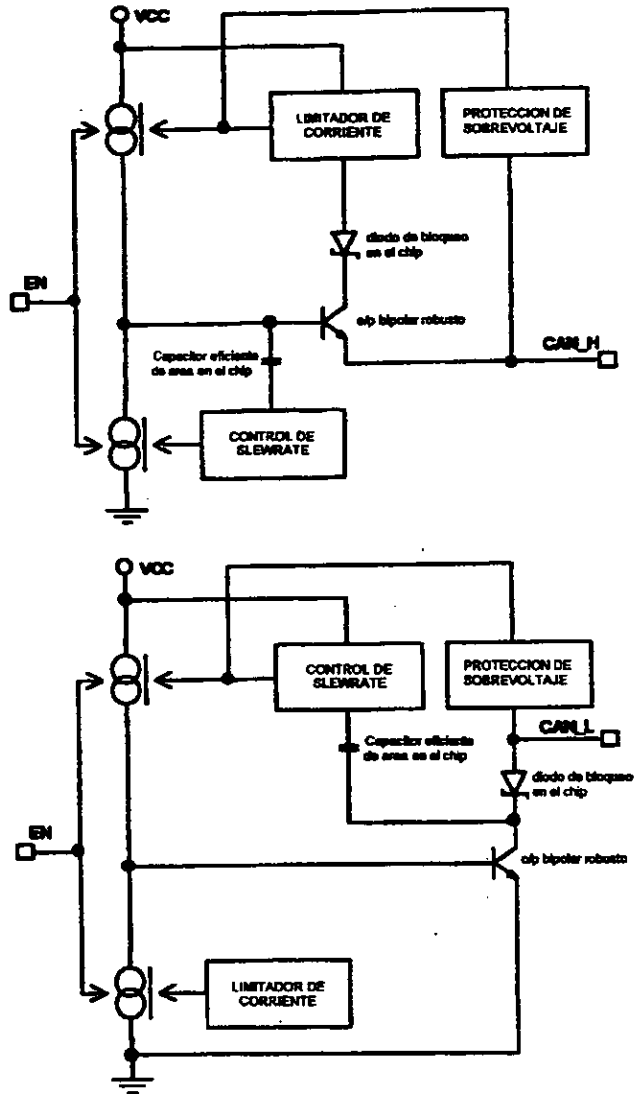 VCC
LIMITADOR DE
CORRIENTE
PROTECCION DE
SOBREVOLTAJE
diodo de bloqueo
en el chip
EN
o/p bipolar robusto
CAN_H
Capacitor eficiente
de area en el chip
CONTROL DE
SLEWRATE
VCC
CONTROL DE
SLEWRATE
PROTECCION DE
SOBREVOLTAJE
CAN_L
Capacitor eficiente
de area en el chip
diodo de bloqueo
en el chip
EN
o/p bipolar robusto
LIMITADOR DE
CORRIENTE